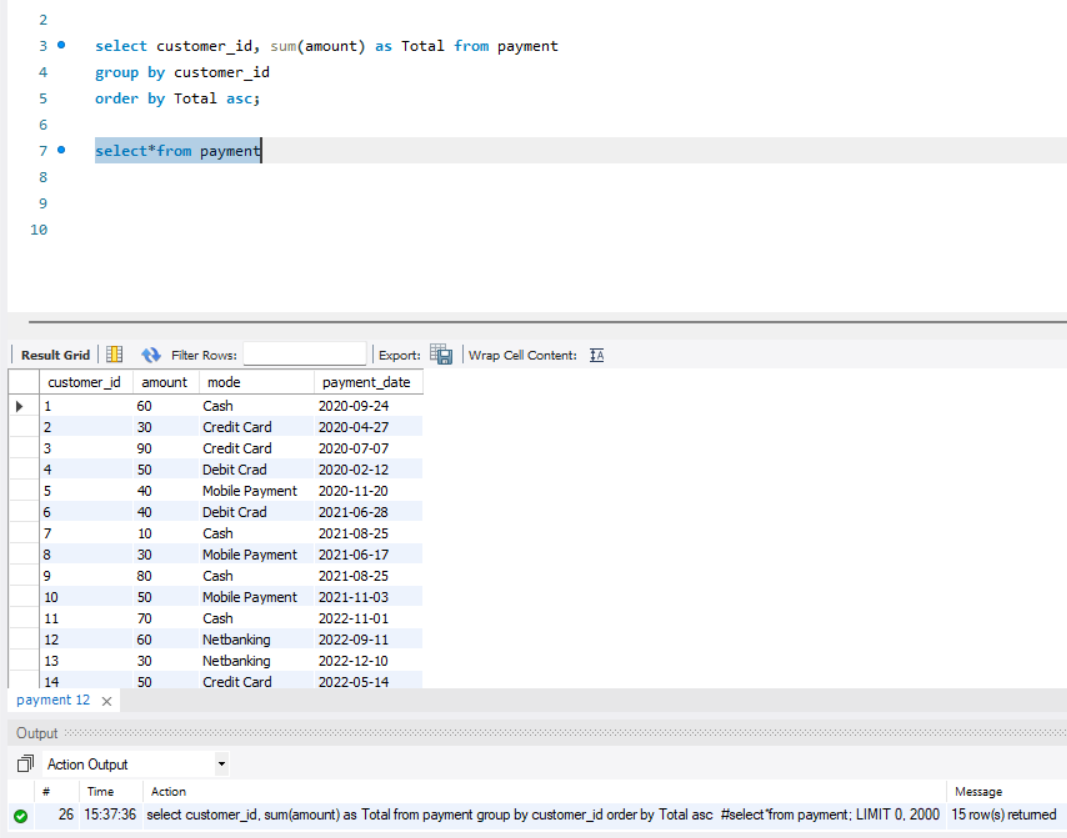 2
3 select customer_id, sum(amount) as Total from payment
4 group by customer_id
5 order by Total asc;
6
7 select*from payment
8
9
10
Result Grid Filter Rows: Export: Wrap Cell Content: IA
customer_id amount mode payment_date
1 60 Cash 2020-09-24
2 30 Credit Card 2020-04-27
3 90 Credit Card 2020-07-07
4 50 Debit Crad 2020-02-12
5 40 Mobile Payment 2020-11-20
6 40 Debit Crad 2021-06-28
7 10 Cash 2021-08-25
8 30 Mobile Payment 2021-06-17
9 80 Cash 2021-08-25
10 50 Mobile Payment 2021-11-03
11 70 Cash 2022-11-01
12 60 Netbanking 2022-09-11
13 30 Netbanking 2022-12-10
14 50 Credit Card 2022-05-14
payment 12
Output
Action Output
# Time Action Message
26 15:37:36 select customer_id, sum(amount) as Total from payment group by customer_id order by Total asc #select*from payment; LIMIT 0, 2000 15 row(s) returned